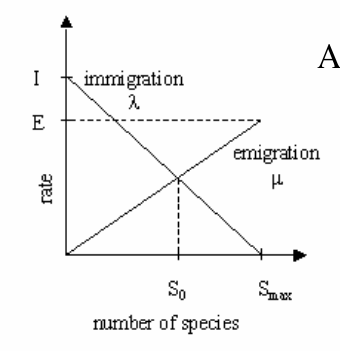 A
I
immigration
λ
E
emigration
μ
rate
S₀
Sₘₐₓ
number of species